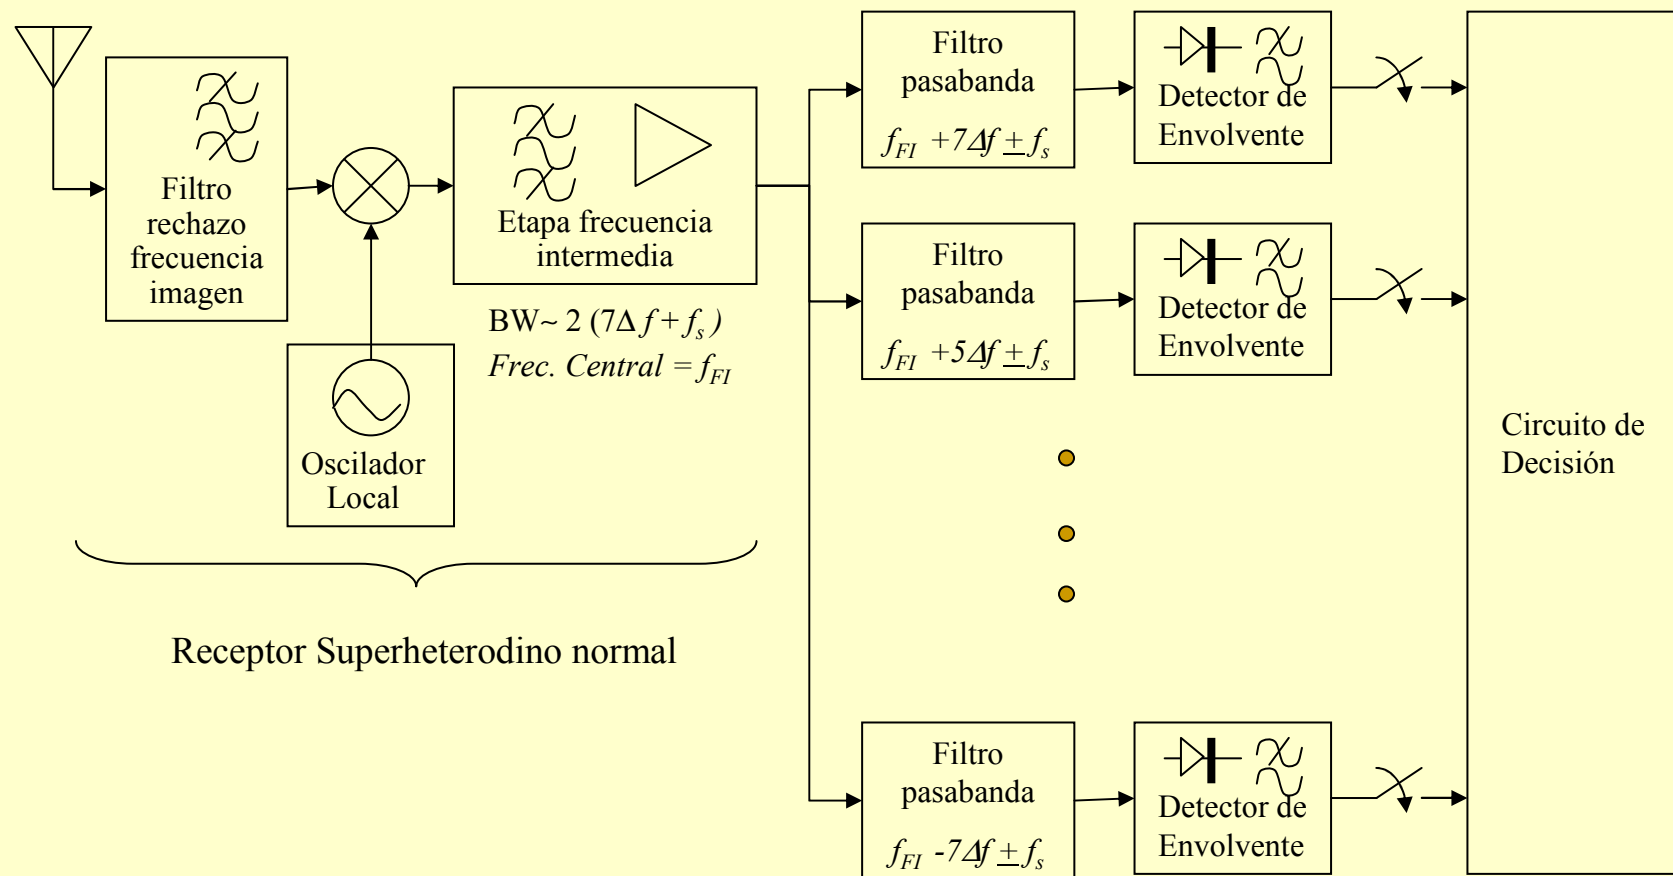 Filtro
rechazo
frecuencia
imagen
Oscilador
Local
Etapa frecuencia
intermedia
BW~ 2 (7Δf + fs)
Frec. Central = fFI
Receptor Superheterodino normal
Filtro
pasabanda
fFI +7Δf ± fs
Detector de
Envolvente
Filtro
pasabanda
fFI +5Δf ± fs
Detector de
Envolvente
Filtro
pasabanda
fFI -7Δf ± fs
Detector de
Envolvente
Circuito de
Decisión